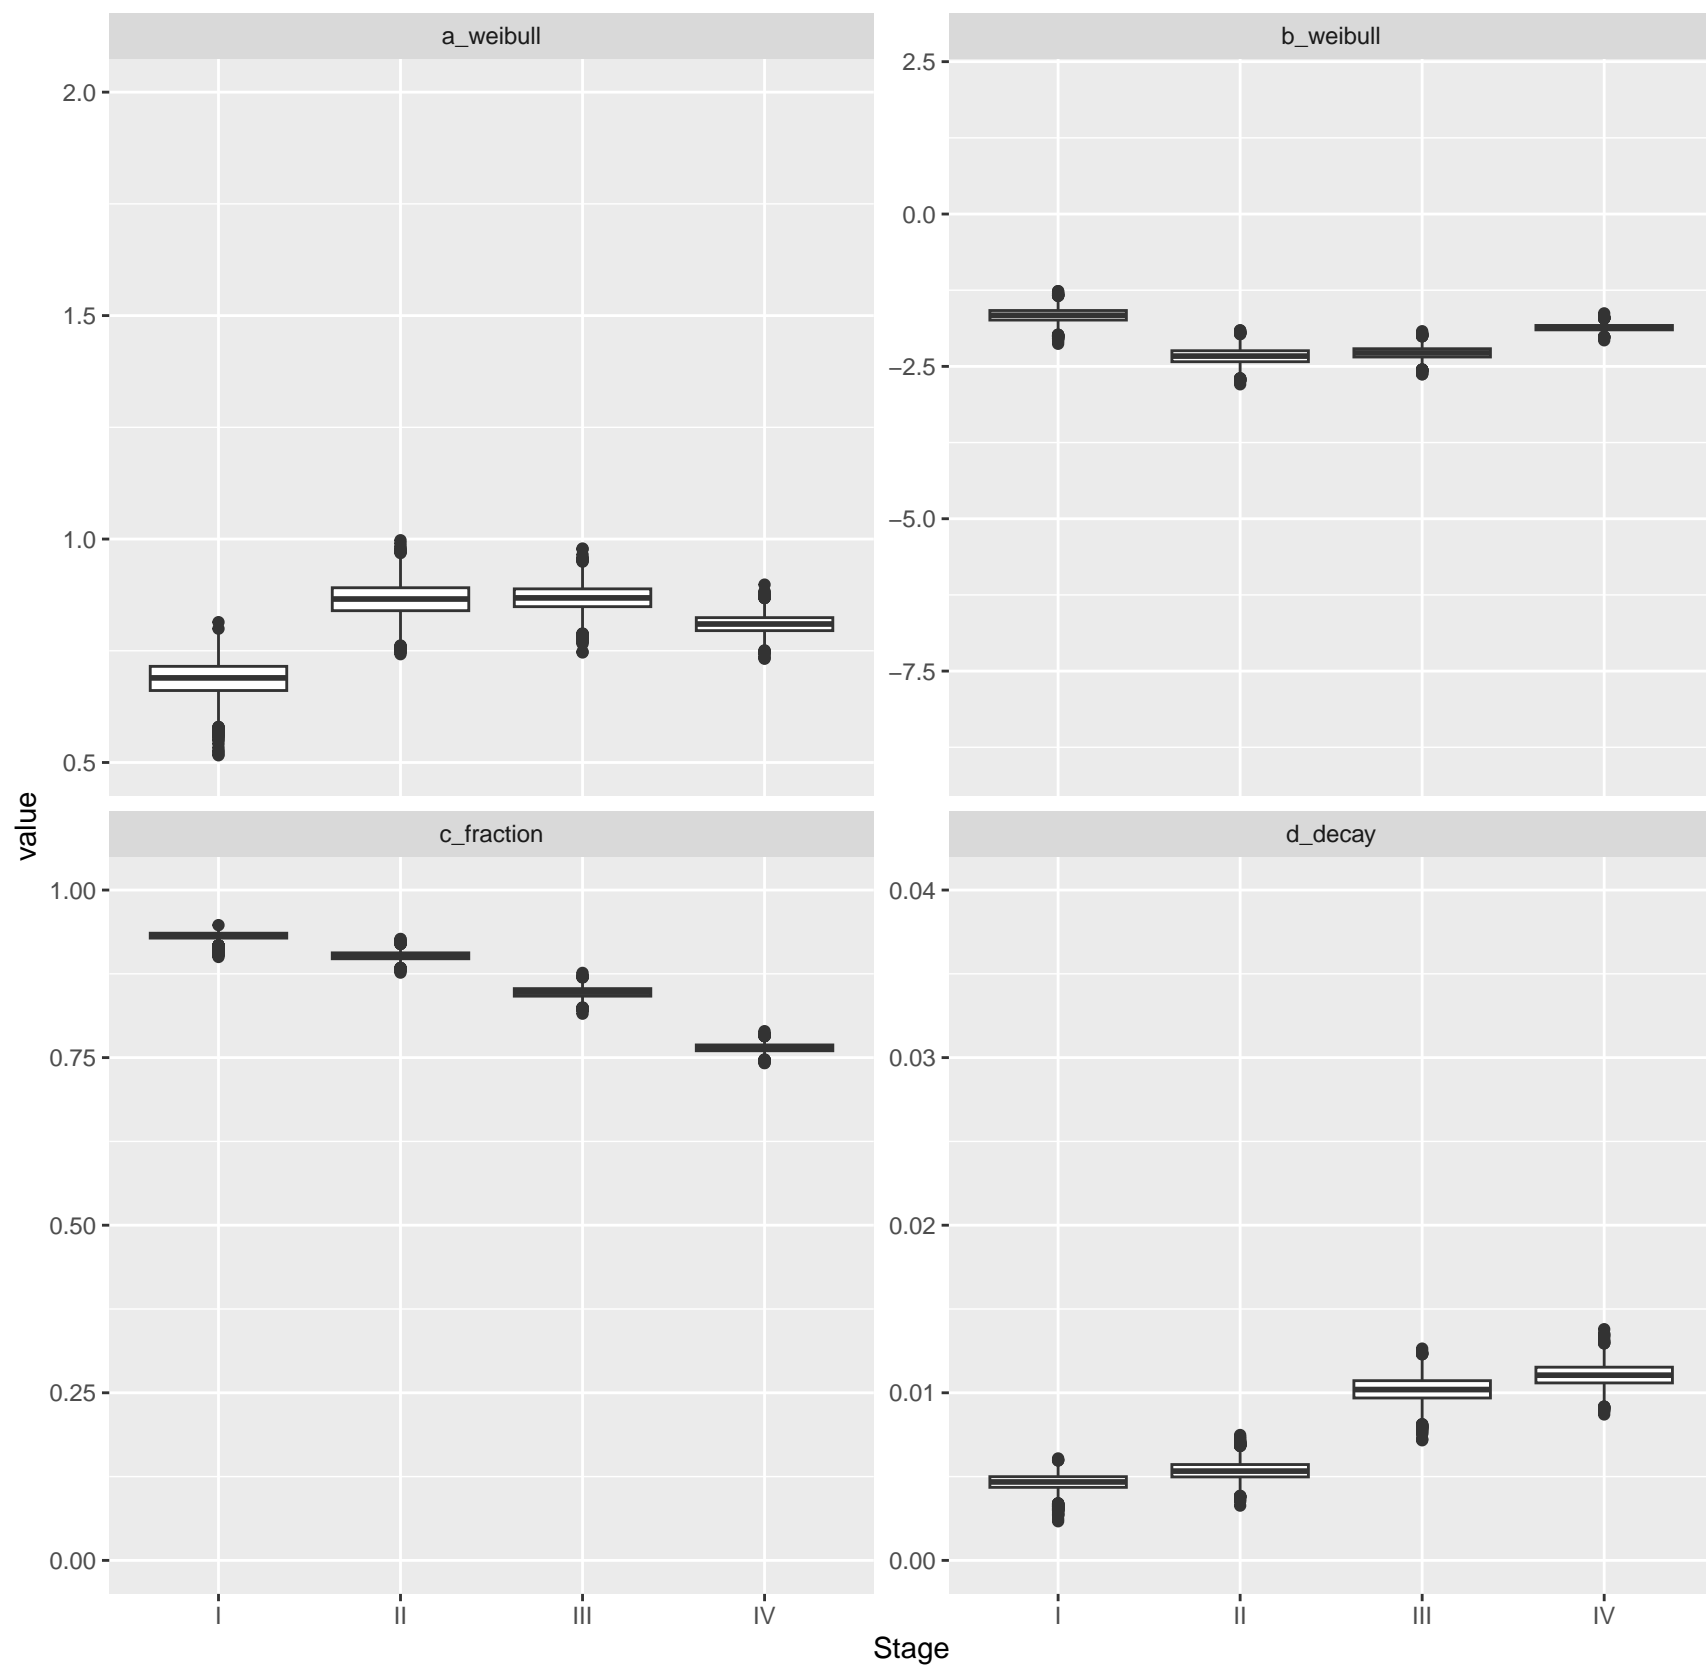 a_weibull
b_weibull
2.0
1.5
1.0
0.5
2.5
0.0
−2.5
−5.0
−7.5
value
c_fraction
d_decay
1.00
0.75
0.50
0.25
0.00
0.04
0.03
0.02
0.01
0.00
I II III IV
I II III IV
Stage